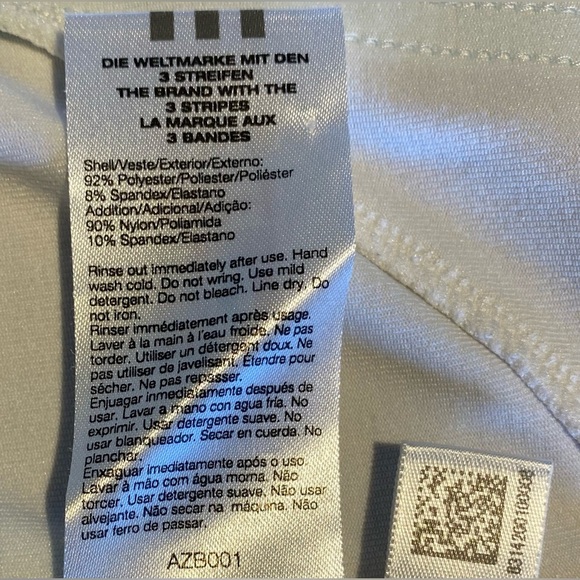 DIE WELTMARKE MIT DEN
3 STREIFEN
THE BRAND WITH THE
3 STRIPES
LA MARQUE AUX
3 BANDES
Shell/Veste/Exterior/Externo:
92% Polyester/Poliester/Poliéster
8% Spandex/Elastano
Addition/Adicional/Adição:
90% Nylon/Poliamida
10% Spandex/Elastano
Rinse out immediately after use. Hand
wash cold. Do not wring. Use mild
detergent. Do not bleach. Line dry. Do
not iron.
Rinser immédiatement après usage.
Laver à la main à l'eau froide. Ne pas
torder. Utiliser un détergent doux. Ne
pas utiliser de javelisant. Étendre pour
sécher. Ne pas repasser.
Enjuagar inmediatamente después de
usar. Lavar a mano con agua fría. No
exprimir. Usar detergente suave. No
usar blanqueador. Secar en cuerda. No
planchar.
Enxaguar imediatamente após o uso.
Lavar à mão com água morna. Não
torcer. Usar detergente suave. Não usar
alvejante. Não secar na máquina. Não
usar ferro de passar.
AZB001